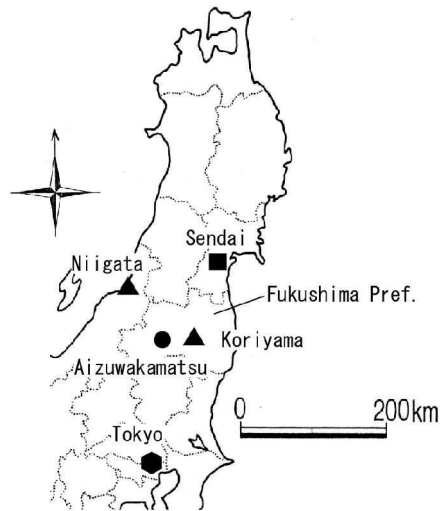 Sendai
Niigata
Fukushima Pref.
Koriyama
Aizuwakamatsu
0 200km
Tokyo